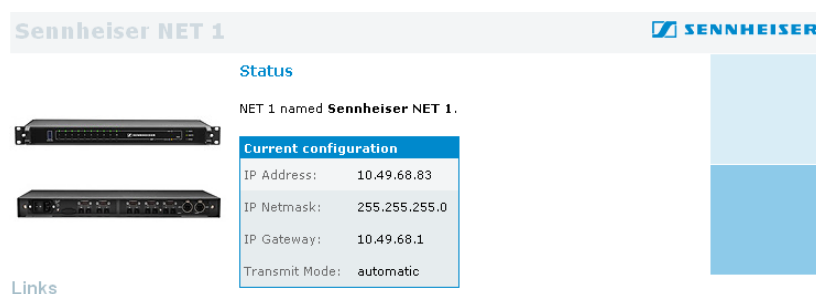 Sennheiser NET 1
SENNHEISER
Status
NET 1 named Sennheiser NET 1.
Current configuration
IP Address: 10.49.68.83
IP Netmask: 255.255.255.0
IP Gateway: 10.49.68.1
Transmit Mode: automatic
Links